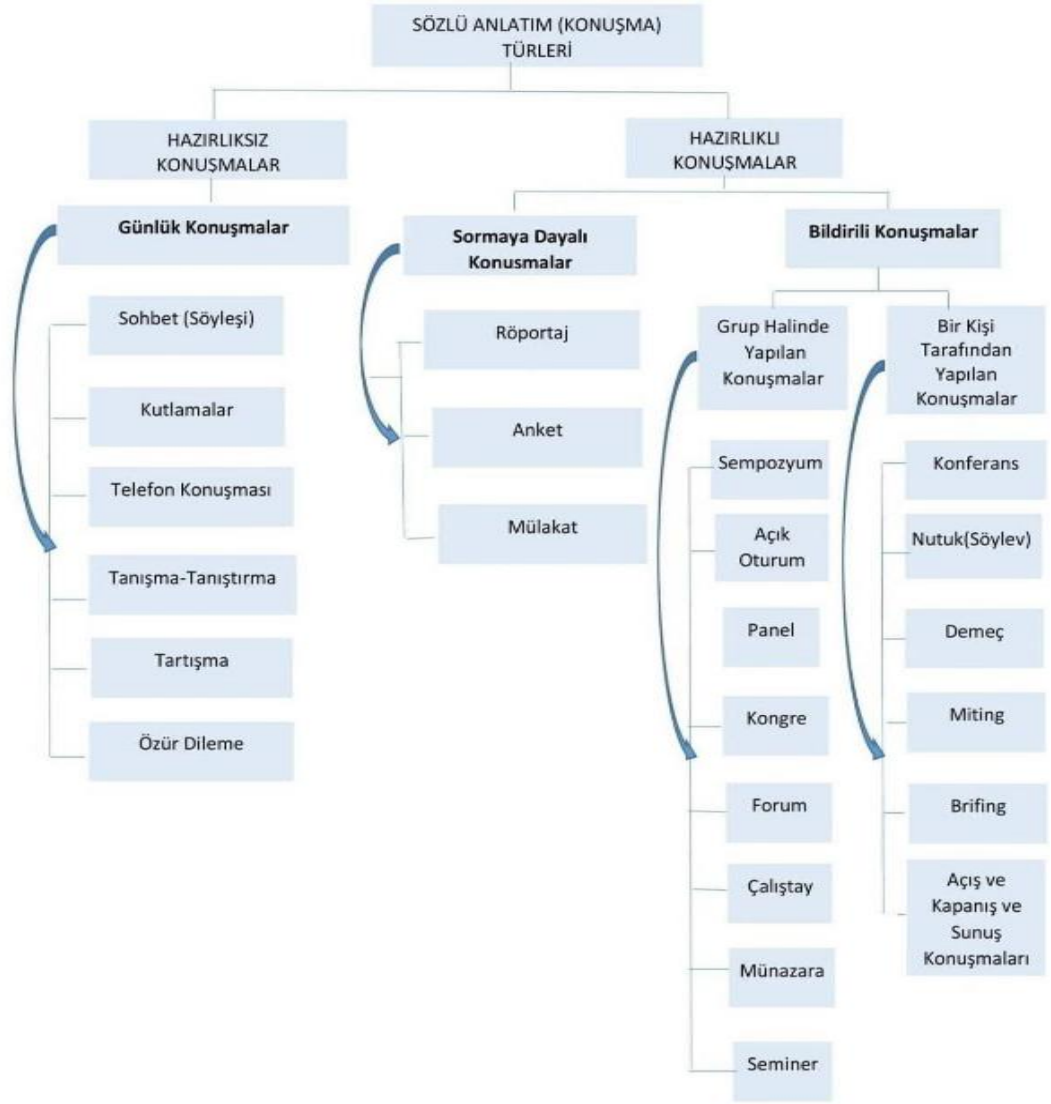 SÖZLÜ ANLATIM (KONUŞMA)
TÜRLERİ
HAZIRLIKSIZ
KONUŞMALAR
HAZIRLIKLI
KONUŞMALAR
Günlük Konuşmalar
Sohbet (Söyleşi)
Kutlamalar
Telefon Konuşması
Tanışma-Tanıştırma
Tartışma
Özür Dileme
Sormaya Dayalı
Konusmalar
Röportaj
Anket
Mülakat
Bildirili Konuşmalar
Grup Halinde
Yapılan
Konuşmalar
Sempozyum
Açık
Oturum
Panel
Kongre
Forum
Çalıştay
Münazara
Seminer
Bir Kişi
Tarafından
Yapılan
Konuşmalar
Konferans
Nutuk(Söylev)
Demeç
Miting
Brifing
Açış ve
Kapanış ve
Sunuş
Konuşmaları